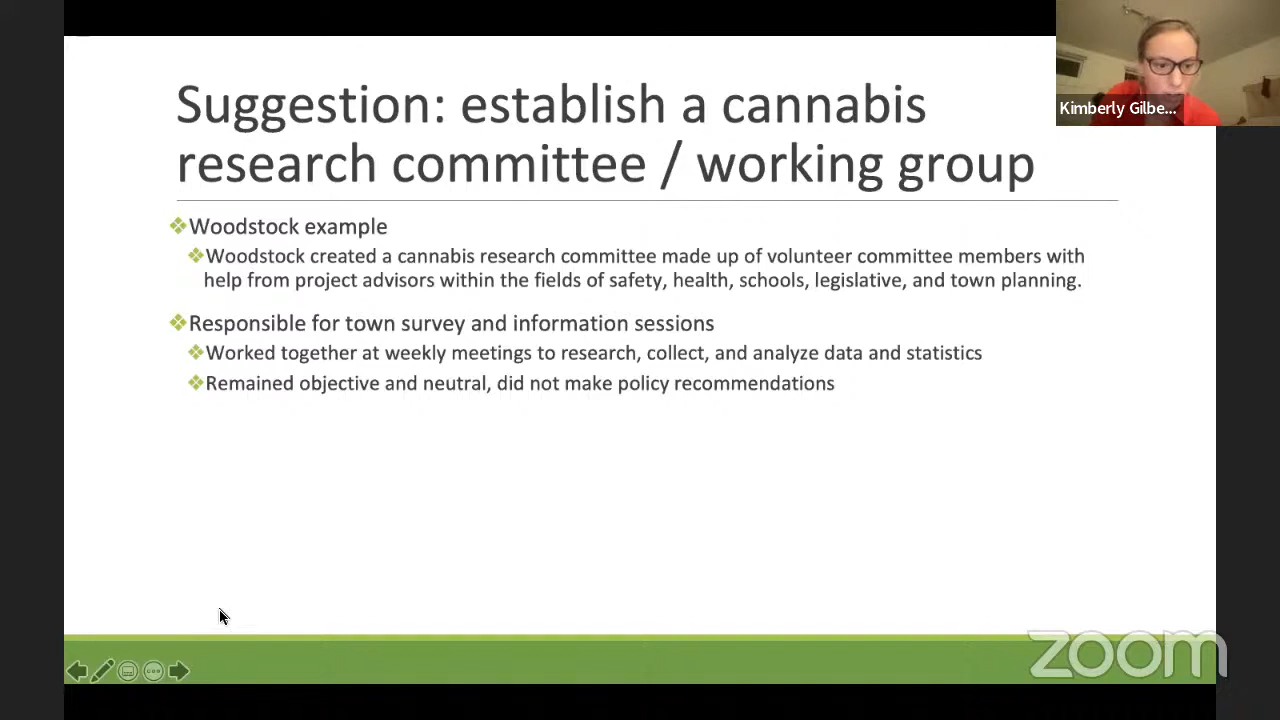 Suggestion: establish a cannabis
research committee / working group
Kimberly Gilbe...
Woodstock example
Woodstock created a cannabis research committee made up of volunteer committee members with
help from project advisors within the fields of safety, health, schools, legislative, and town planning.
Responsible for town survey and information sessions
Worked together at weekly meetings to research, collect, and analyze data and statistics
Remained objective and neutral, did not make policy recommendations
zoom